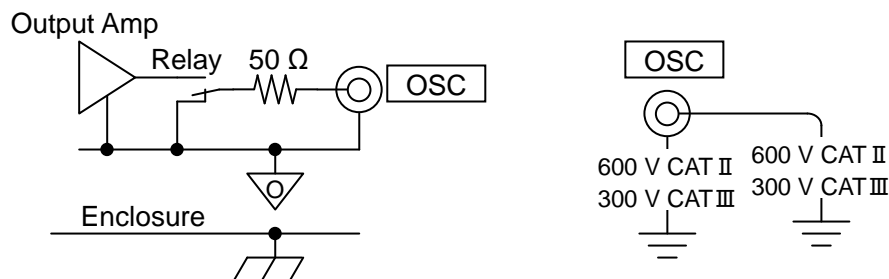 Output Amp
Relay
50 Ω
OSC
O
Enclosure
OSC
600 V CAT Ⅱ
300 V CAT Ⅲ
600 V CAT Ⅱ
300 V CAT Ⅲ